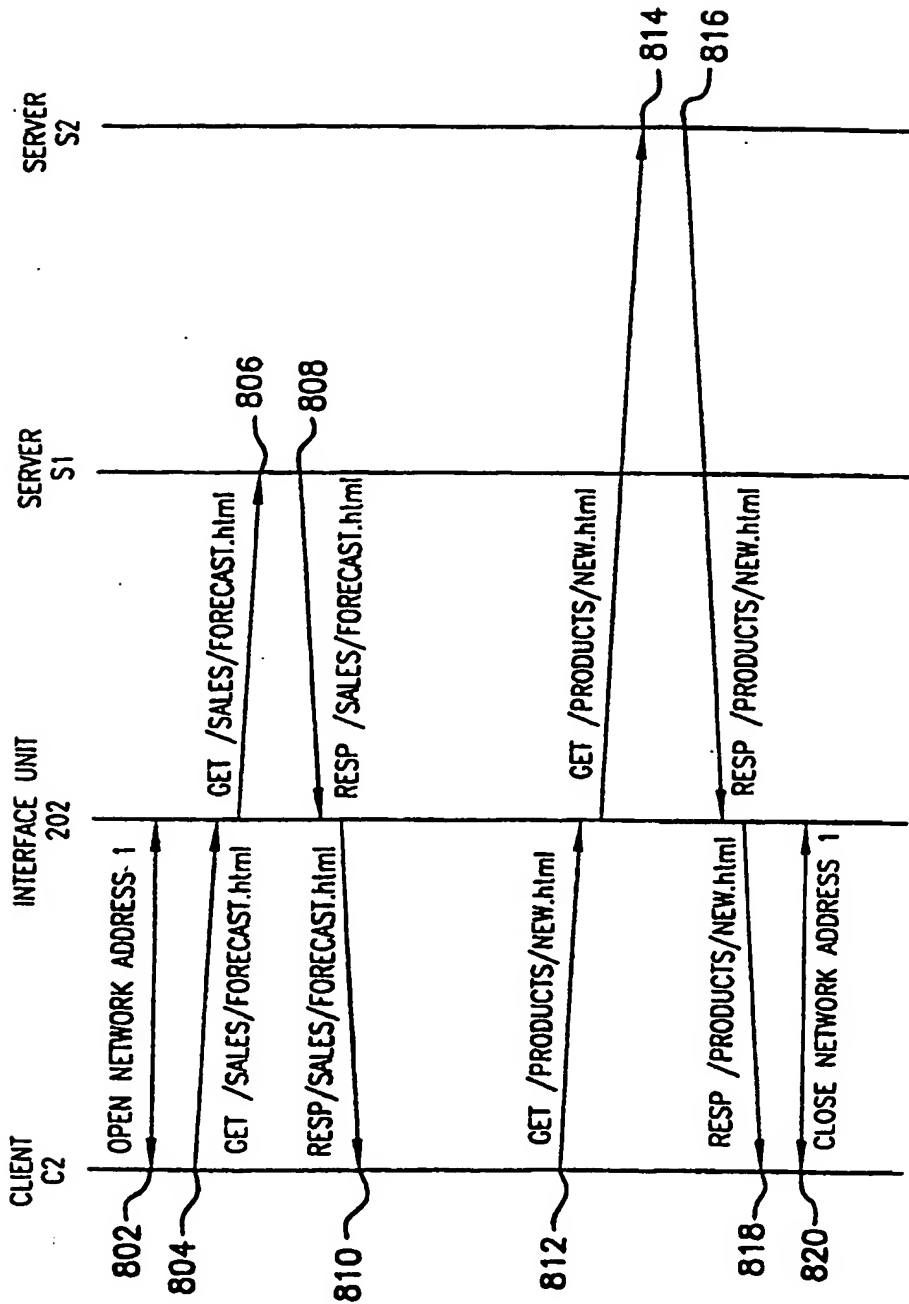 CLIENT
C2
INTERFACE UNIT
202
SERVER
S1
SERVER
S2
802
OPEN NETWORK ADDRESS 1
804
GET /SALES/FORECAST.html
GET /SALES/FORECAST.html
806
808
RESP /SALES/FORECAST.html
RESP/SALES/FORECAST.html
810
812
GET /PRODUCTS/NEW.html
GET /PRODUCTS/NEW.html
814
816
RESP /PRODUCTS/NEW.html
RESP /PRODUCTS/NEW.html
818
820
CLOSE NETWORK ADDRESS 1